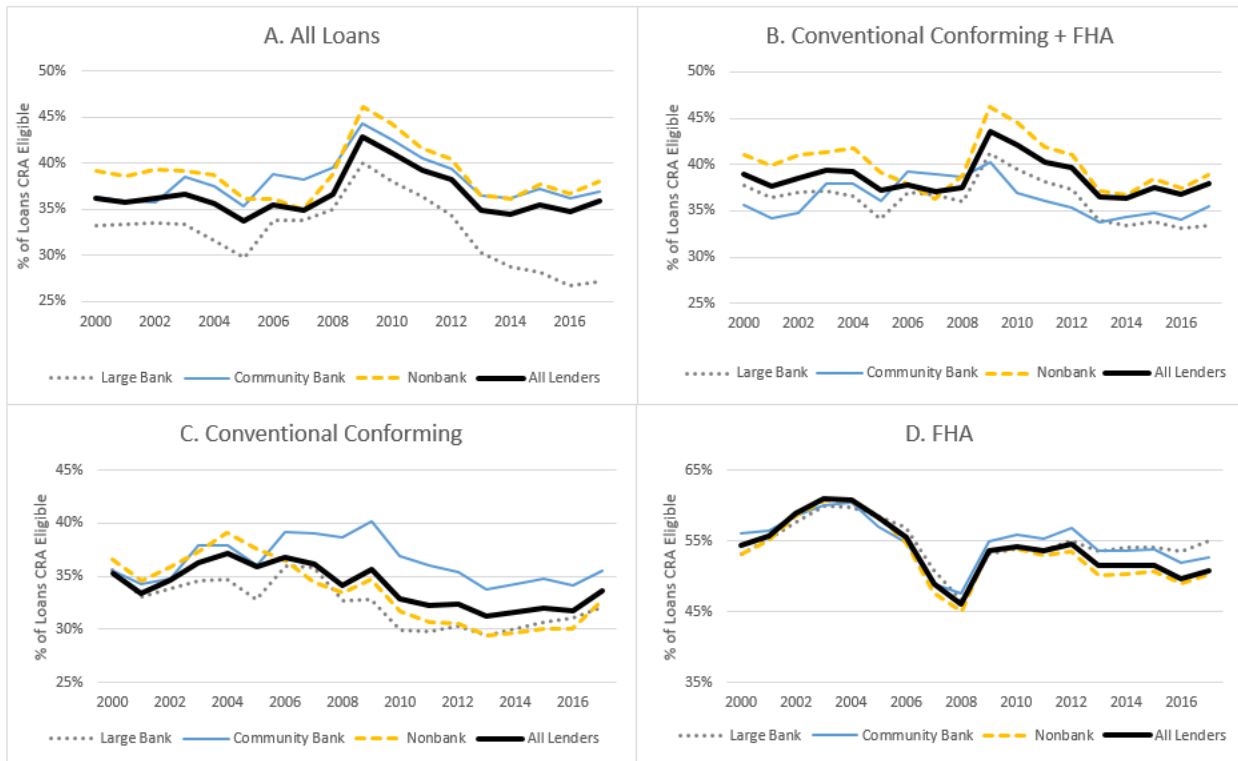 A. All Loans
% of Loans CRA Eligible
50%
45%
40%
35%
30%
25%
2000 2002 2004 2006 2008 2010 2012 2014 2016
Large Bank Community Bank Nonbank All Lenders
B. Conventional Conforming + FHA
% of Loans CRA Eligible
50%
45%
40%
35%
30%
25%
2000 2002 2004 2006 2008 2010 2012 2014 2016
Large Bank Community Bank Nonbank All Lenders
C. Conventional Conforming
% of Loans CRA Eligible
45%
40%
35%
30%
25%
2000 2002 2004 2006 2008 2010 2012 2014 2016
Large Bank Community Bank Nonbank All Lenders
D. FHA
% of Loans CRA Eligible
65%
55%
45%
35%
2000 2002 2004 2006 2008 2010 2012 2014 2016
Large Bank Community Bank Nonbank All Lenders